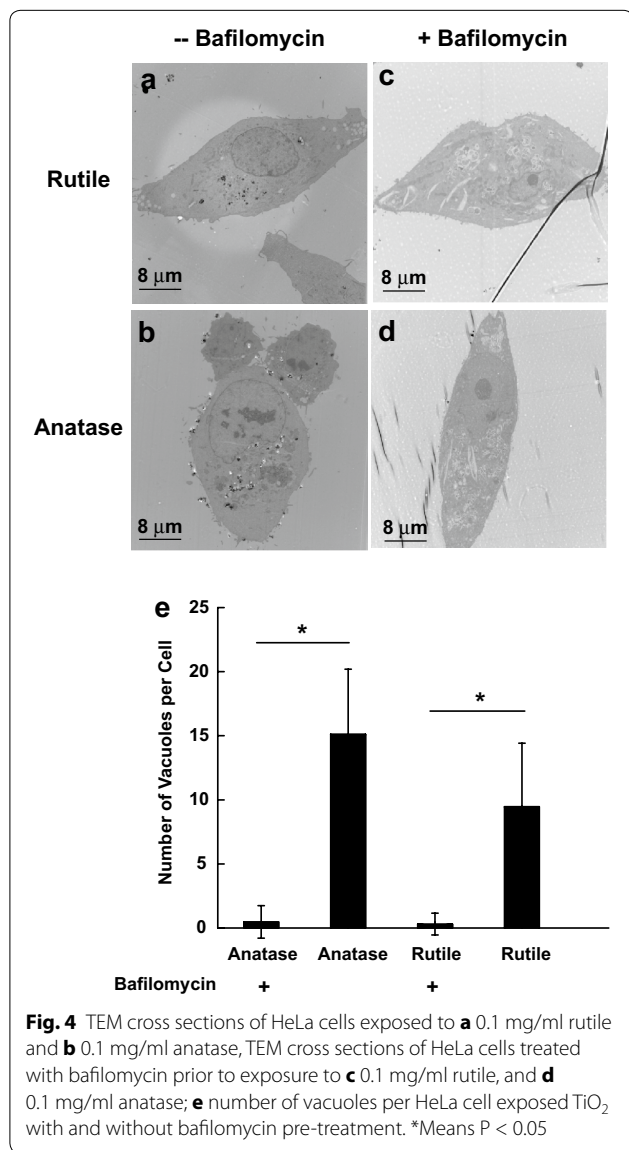 -- Bafilomycin + Bafilomycin
a c
Rutile
8 μm 8 μm
b d
Anatase
8 μm 8 μm
e
25
20
15
10
5
0
Number of Vacuoles per Cell
* *
Anatase Anatase Rutile Rutile
Bafilomycin + +
Fig. 4 TEM cross sections of HeLa cells exposed to a 0.1 mg/ml rutile
and b 0.1 mg/ml anatase, TEM cross sections of HeLa cells treated
with bafilomycin prior to exposure to c 0.1 mg/ml rutile, and d
0.1 mg/ml anatase; e number of vacuoles per HeLa cell exposed TiO₂
with and without bafilomycin pre-treatment. *Means P < 0.05